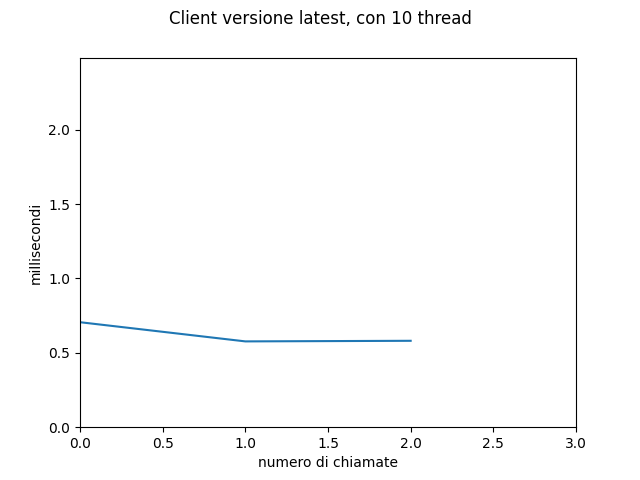 Client versione latest, con 10 thread
2.0
1.5
1.0
0.5
0.0
millisecondi
0.0 0.5 1.0 1.5 2.0 2.5 3.0
numero di chiamate